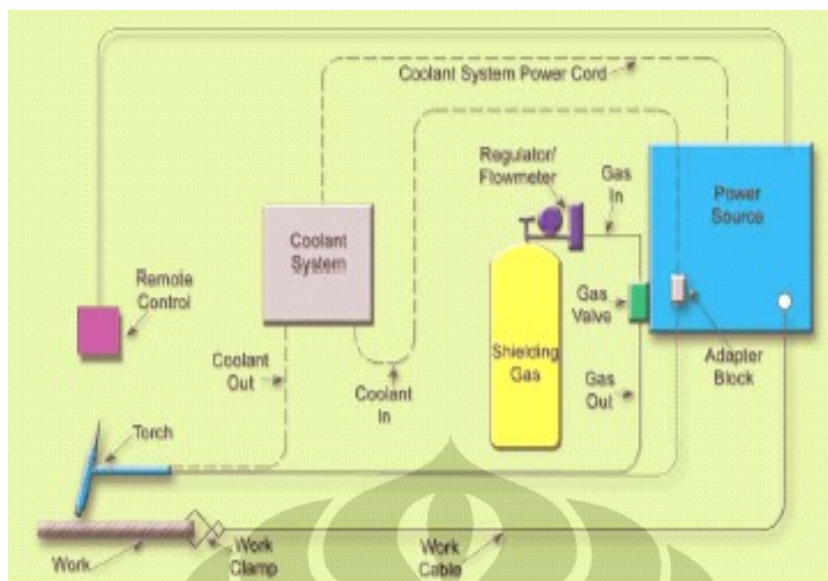 Coolant System Power Cord
Regulator/
Flowmeter
Gas
In
Power
Source
Coolant
System
Remote
Control
Gas
Valve
Adapter
Block
Shielding
Gas
Coolant
Out
Coolant
In
Gas
Out
Torch
Work
Work
Clamp
Work
Cable